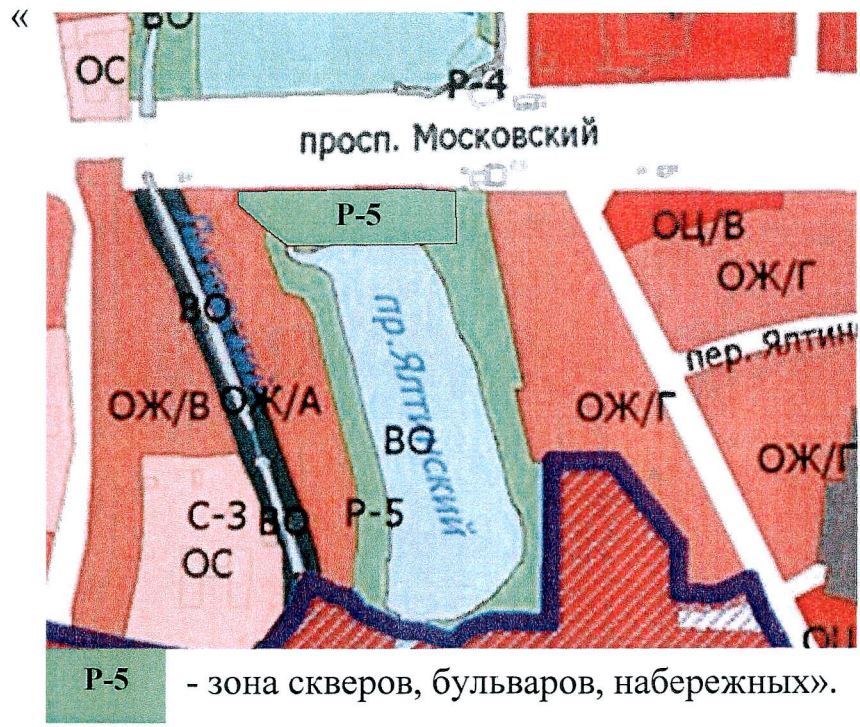 «
ВО
ОС
Р-4
просп. Московский
Р-5
ОЦ/В
ОЖ/Г
ВО
пер. Ялтин
ОЖ/В ОЖ/А
ОЖ/Г
пр.Ялтинский
ВО
ОЖ/Г
С-3 ВО Р-5
ОС
ОЦ
Р-5 - зона скверов, бульваров, набережных».